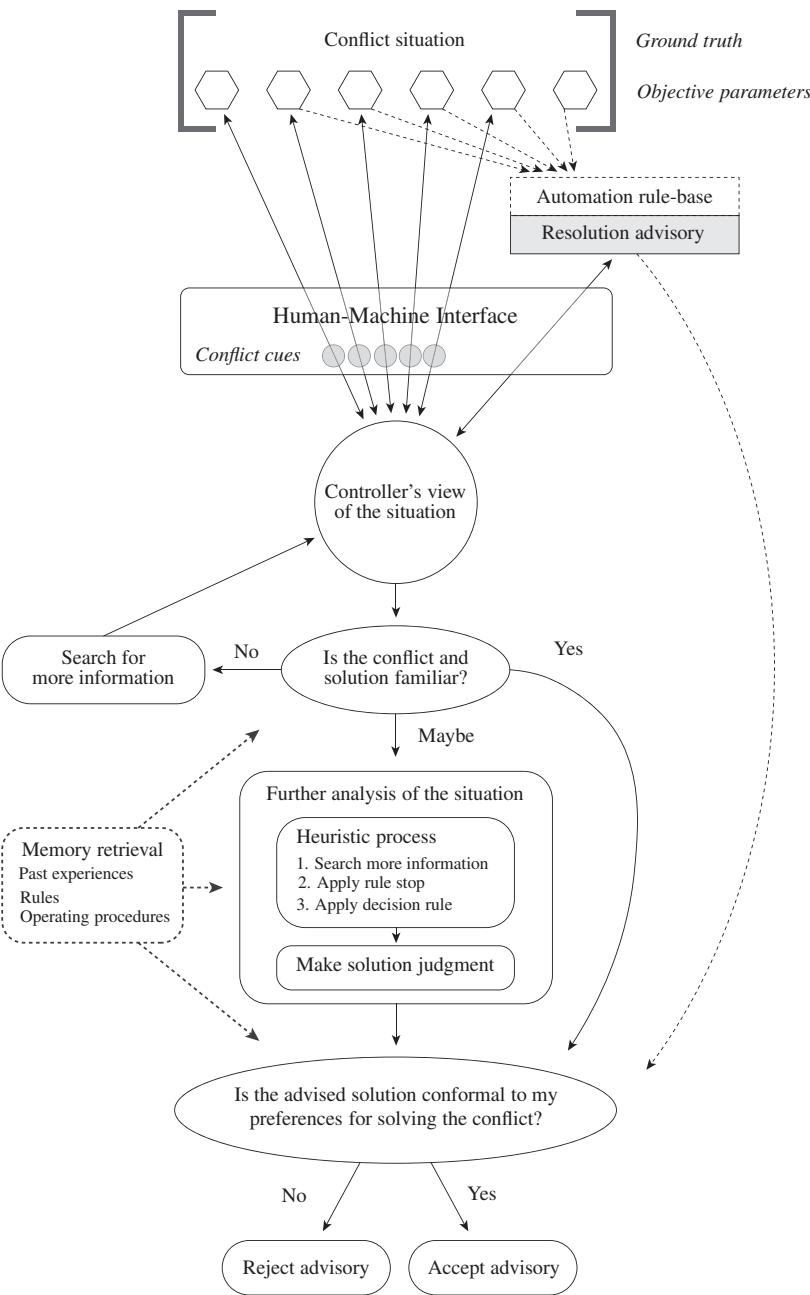 Conflict situation
Ground truth
Objective parameters
Automation rule-base
Resolution advisory
Human-Machine Interface
Conflict cues
Controller’s view
of the situation
Search for
more information
No
Is the conflict and
solution familiar?
Yes
Maybe
Further analysis of the situation
Heuristic process
1. Search more information
2. Apply rule stop
3. Apply decision rule
Make solution judgment
Memory retrieval
Past experiences
Rules
Operating procedures
Is the advised solution conformal to my
preferences for solving the conflict?
No
Yes
Reject advisory
Accept advisory